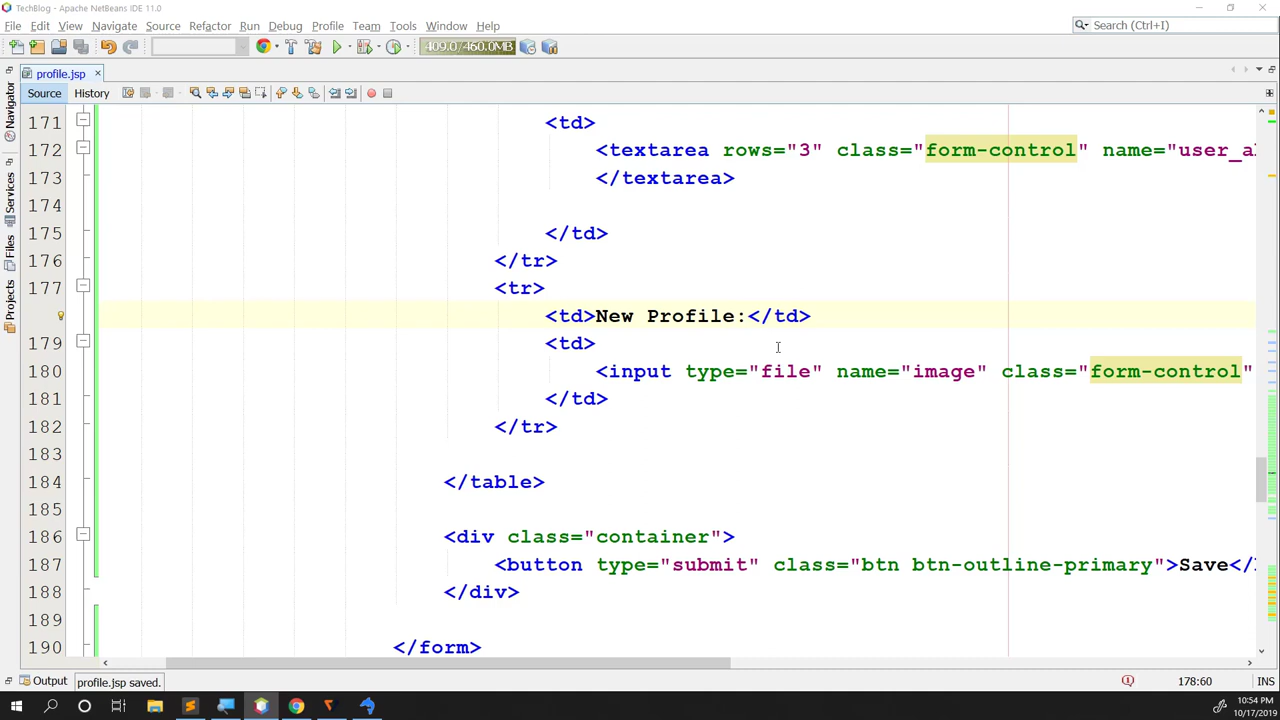 TechBlog - Apache NetBeans IDE 11.0
File Edit View Navigate Source Refactor Run Debug Profile Team Tools Window Help
Search (Ctrl+I)
409.0/460.0MB
profile.jsp
Source History
Navigator
Services
Files
Projects
171 <td>
172 <textarea rows="3" class="form-control" name="user_a
173 </textarea>
174
175 </td>
176 </tr>
177 <tr>
<td>New Profile:</td>
179 <td>
180 <input type="file" name="image" class="form-control"
181 </td>
182 </tr>
183
184 </table>
185
186 <div class="container">
187 <button type="submit" class="btn btn-outline-primary">Save</
188 </div>
189
190 </form>
Output
profile.jsp saved.
178:60 INS
10:54 PM
10/17/2019